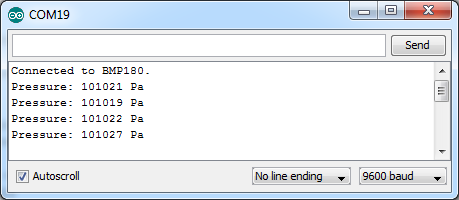 COM19
Send
Connected to BMP180.
Pressure: 101021 Pa
Pressure: 101019 Pa
Pressure: 101022 Pa
Pressure: 101027 Pa
Autoscroll
No line ending
9600 baud